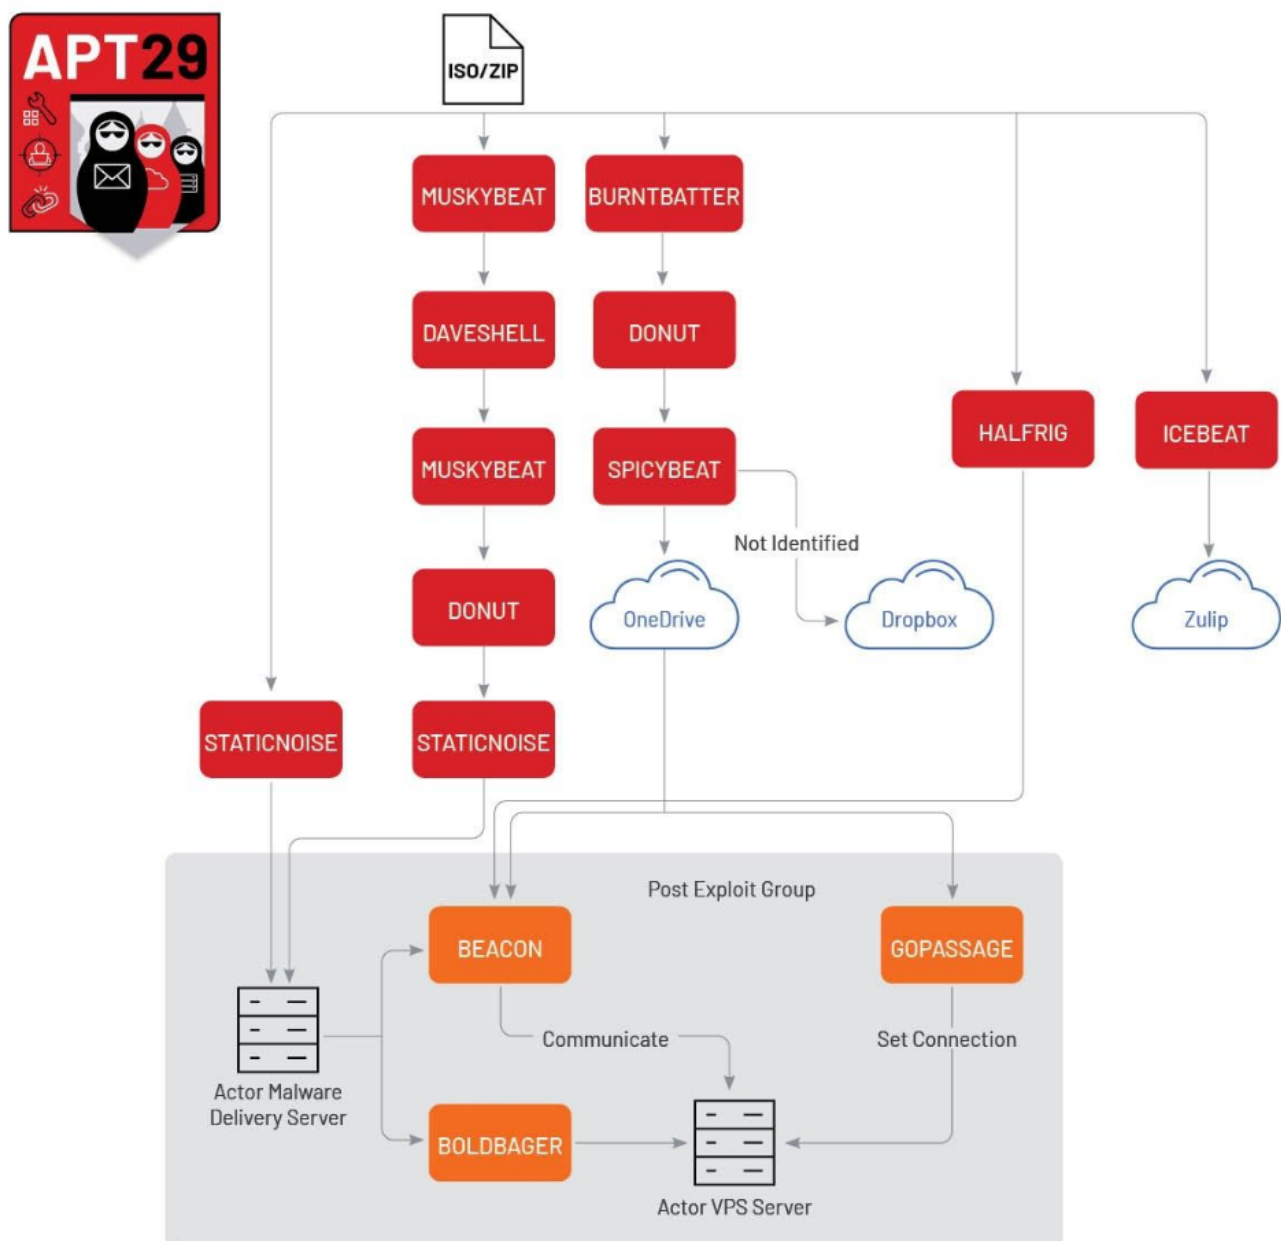 APT29
ISO/ZIP
MUSKYBEAT
BURNTBATTER
DAVESHELL
DONUT
HALFRIG
ICEBEAT
MUSKYBEAT
SPICYBEAT
Not Identified
DONUT
OneDrive
Dropbox
Zulip
STATICNOISE
STATICNOISE
Post Exploit Group
BEACON
GOPASSAGE
Communicate
Set Connection
Actor Malware
Delivery Server
BOLDBAGER
Actor VPS Server